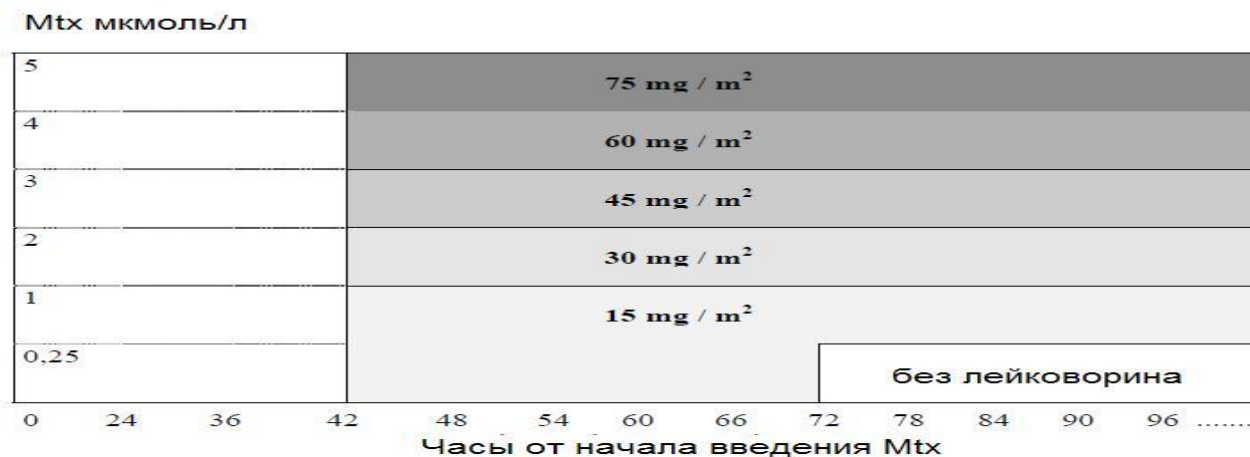 Mtx мкмоль/л
5
75 mg / m²
4
60 mg / m²
3
45 mg / m²
2
30 mg / m²
1
15 mg / m²
0,25
без лейковорина
0 24 36 42 48 54 60 66 72 78 84 90 96 .......
Часы от начала введения Mtx